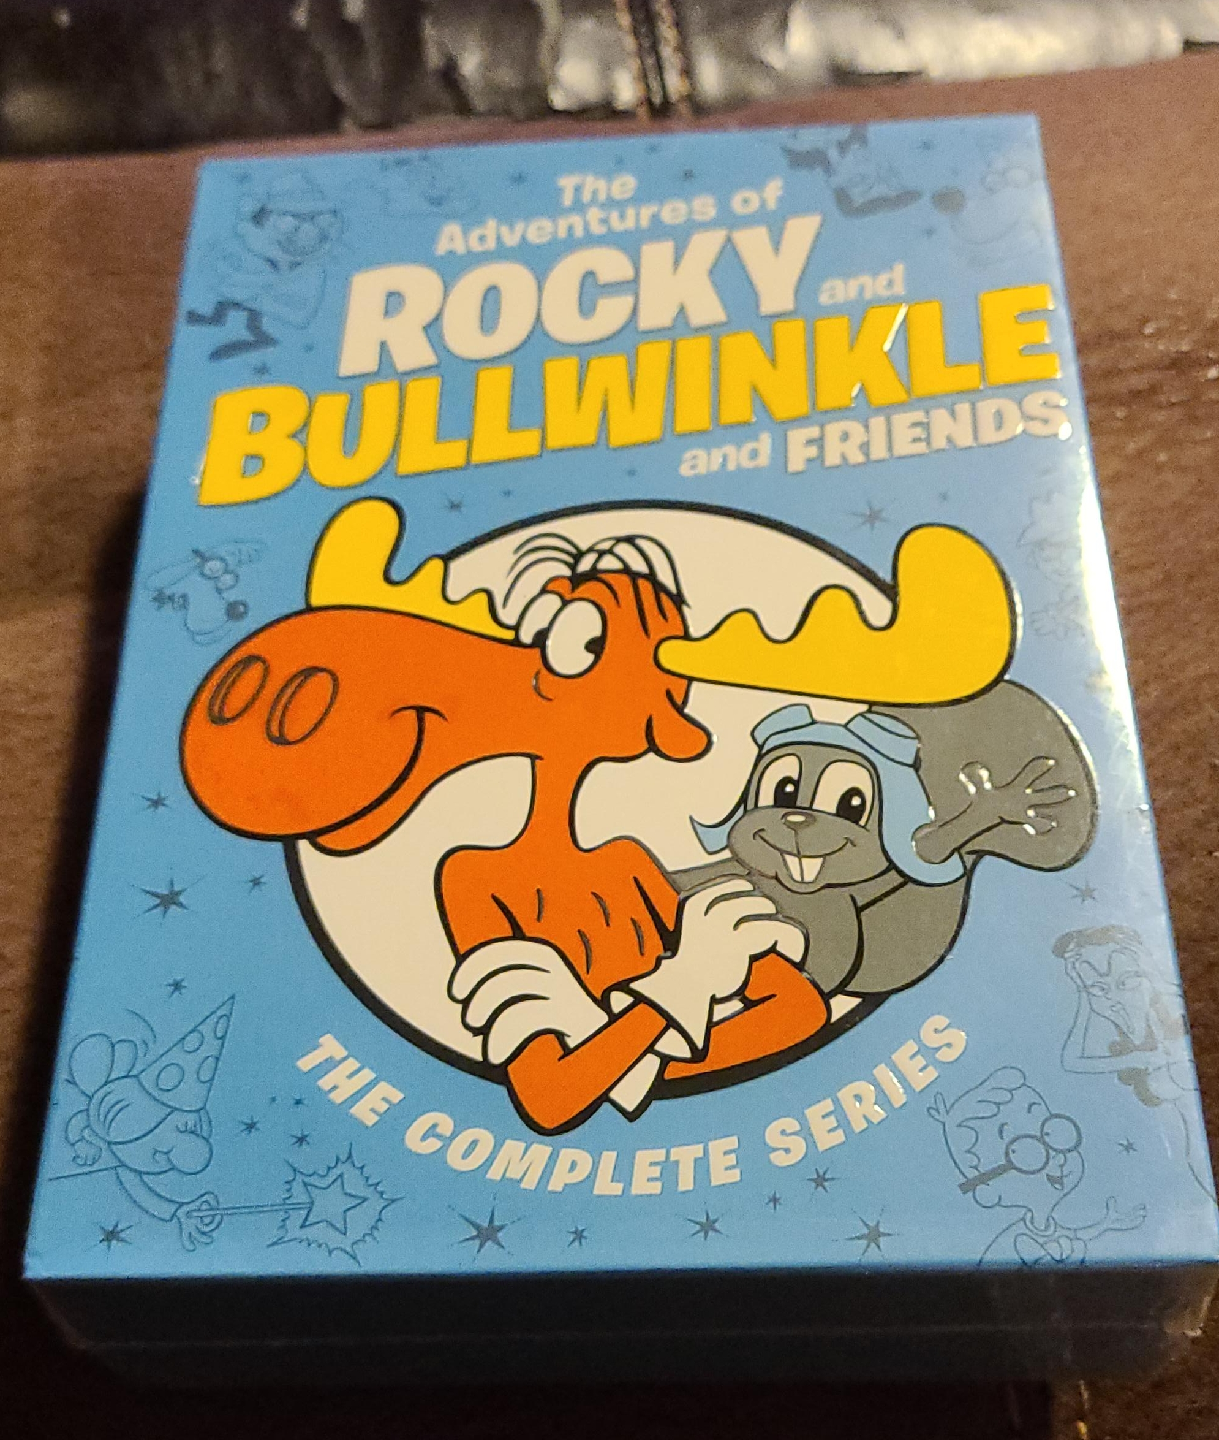 The
Adventures of
ROCKY and
BULLWINKLE
and FRIENDS
THE COMPLETE SERIES